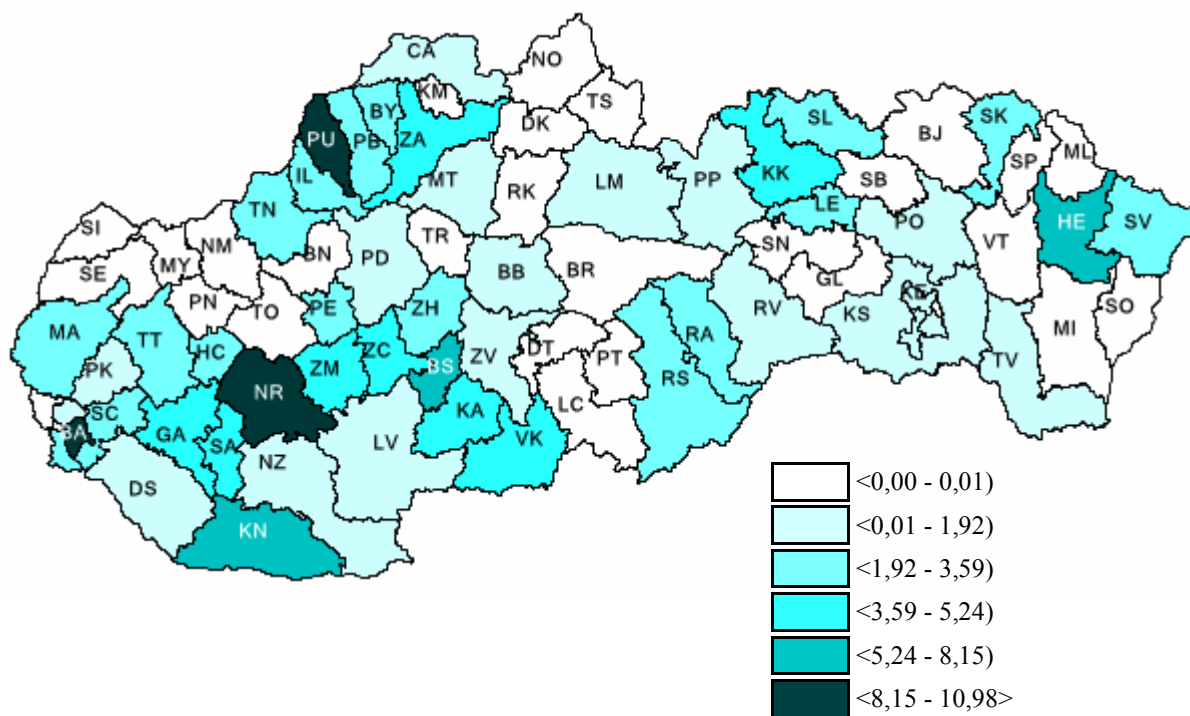 NO
CA
KM
TS
BY
DK
SL
SK
BJ
PU
PB
ZA
SP
ML
IL
MT
RK
LM
PP
KK
SB
TN
LE
PO
HE
SV
SI
NM
TR
SN
VT
BN
PD
BB
BR
SE
MY
GL
PN
TO
PE
ZH
RV
KS
SO
MA
TT
RA
MI
HC
ZM
ZC
BS
ZV
DT
PT
TV
PK
NR
RS
SC
KA
LC
BA
GA
SA
LV
VK
NZ
DS
KN
<0,00 - 0,01)
<0,01 - 1,92)
<1,92 - 3,59)
<3,59 - 5,24)
<5,24 - 8,15)
<8,15 - 10,98>